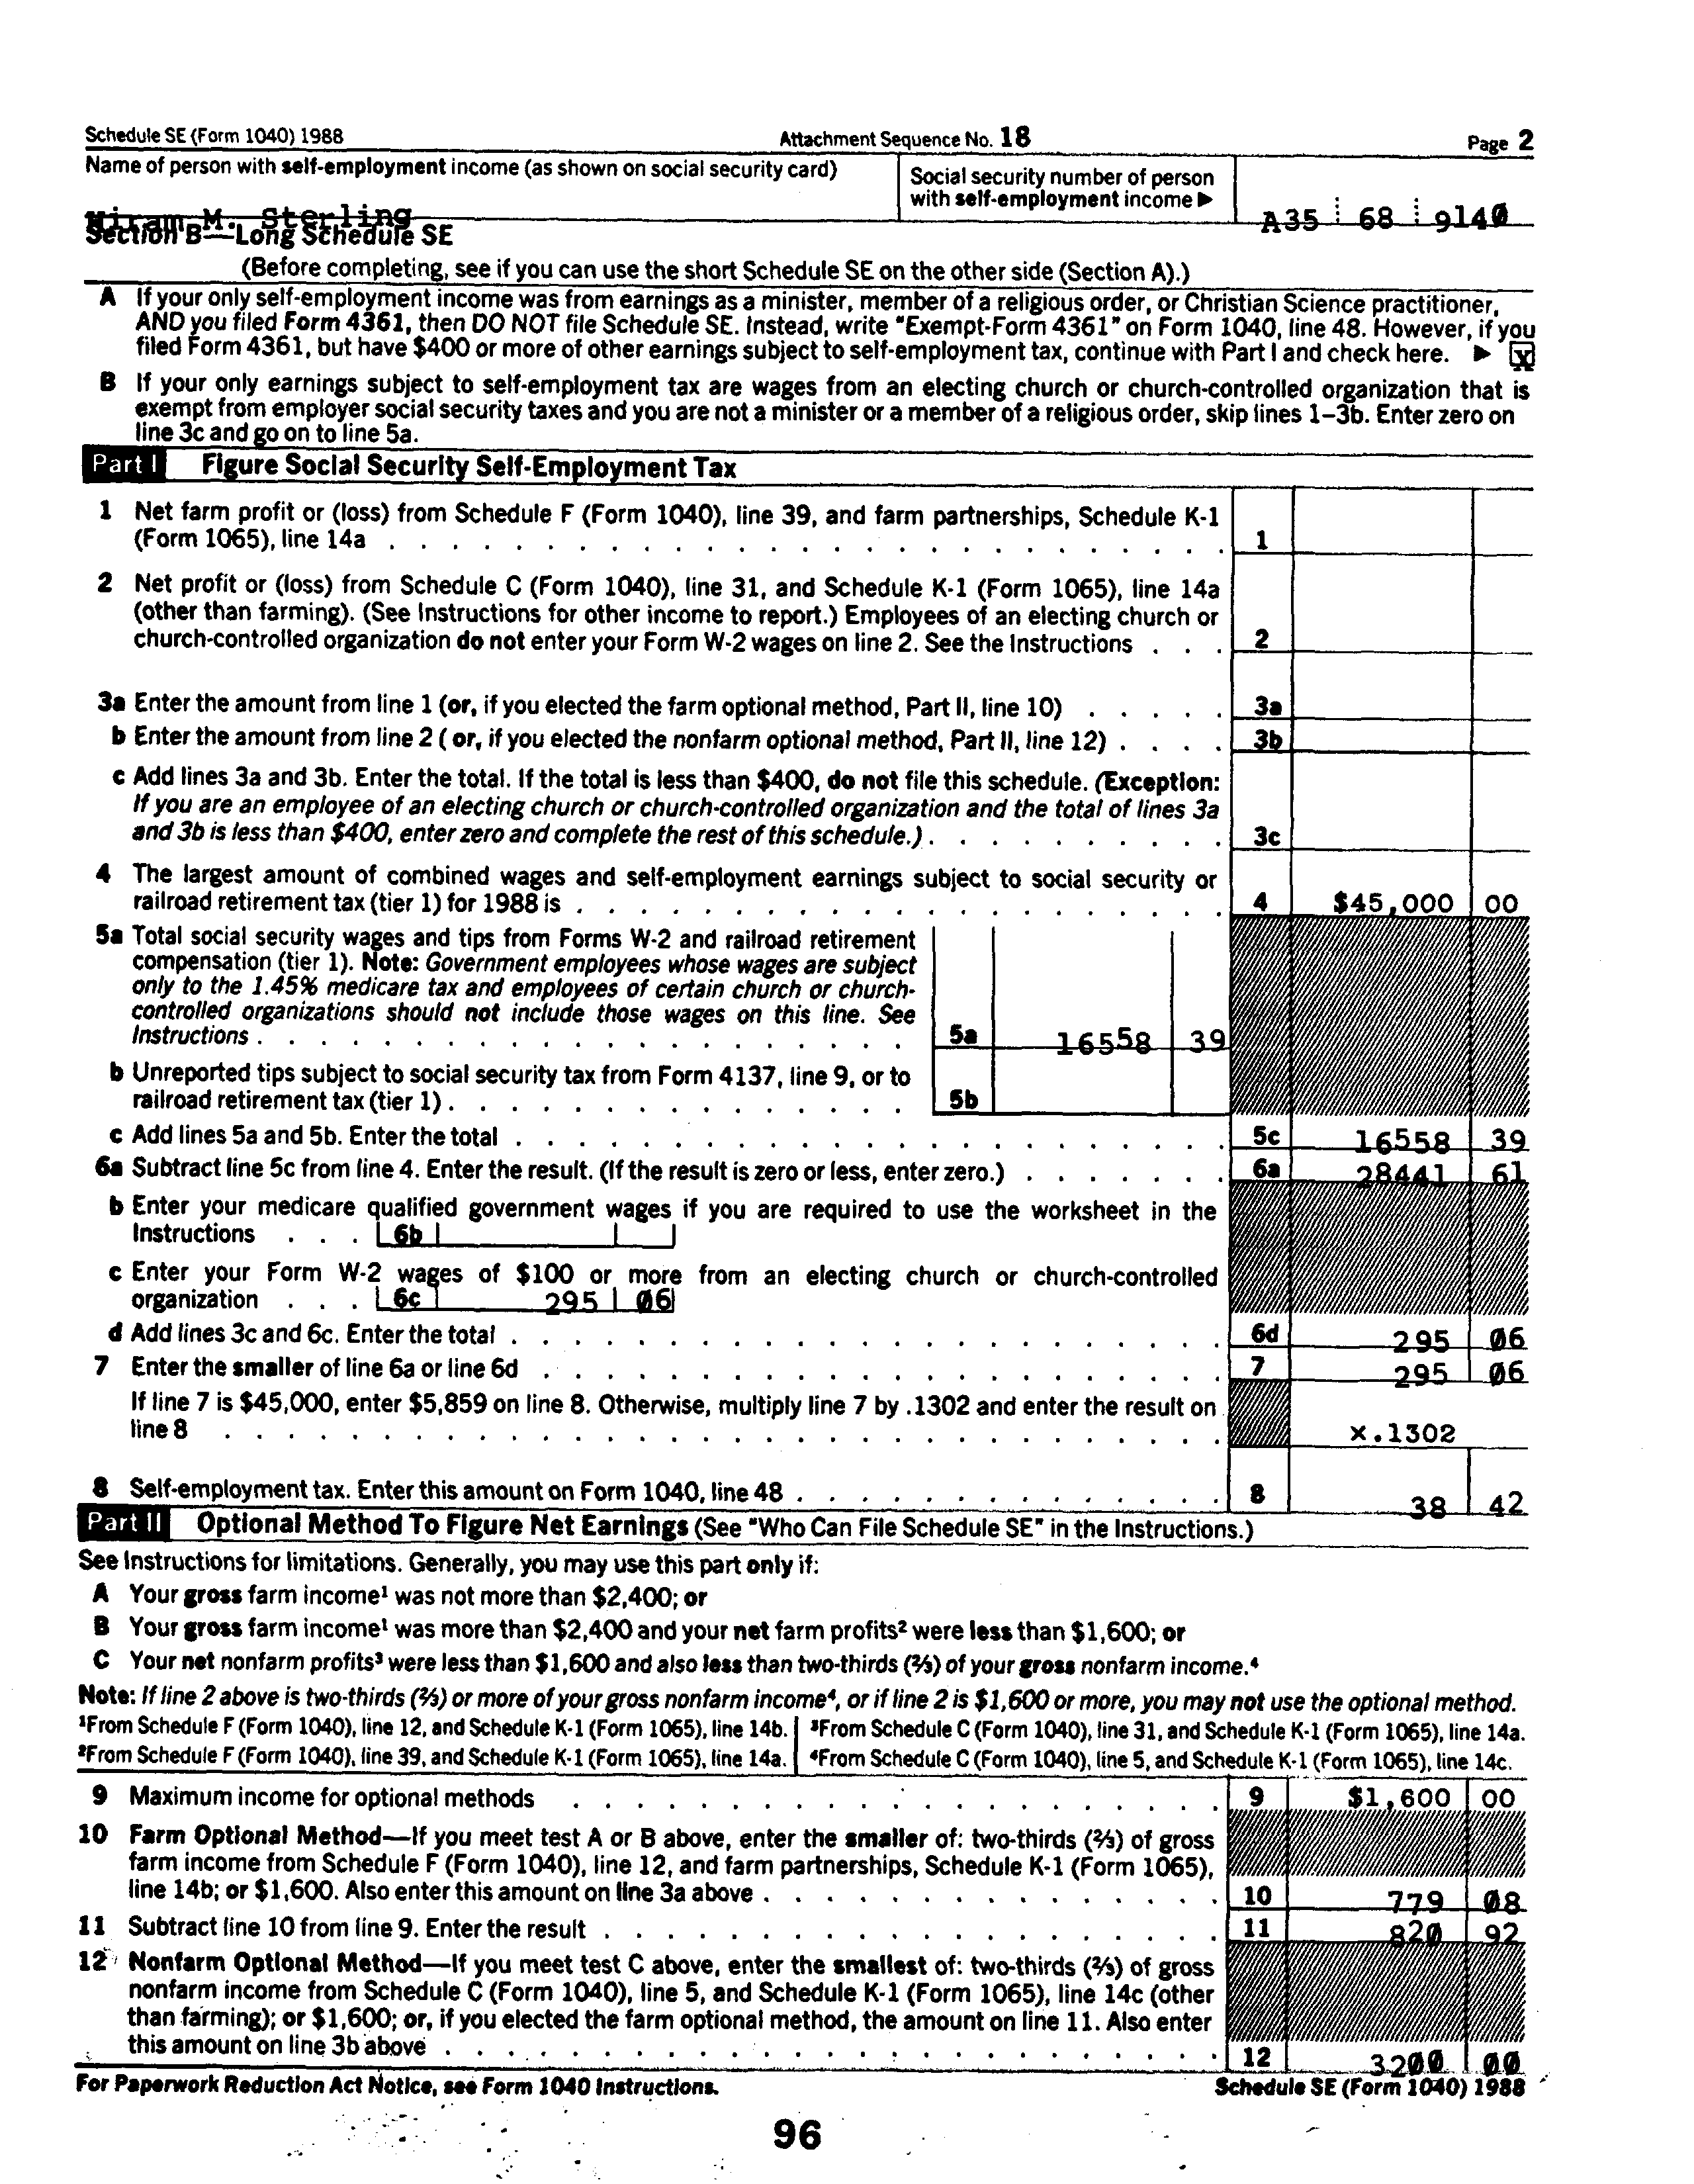 Schedule SE (Form 1040) 1988 Attachment Sequence No. 18 Page 2
Name of person with self-employment income (as shown on social security card)
Social security number of person
with self-employment income ▶
M. Sterling
A35 68 9140
Section B—Long Schedule SE
(Before completing, see if you can use the short Schedule SE on the other side (Section A).)
A If your only self-employment income was from earnings as a minister, member of a religious order, or Christian Science practitioner,
AND you filed Form 4361, then DO NOT file Schedule SE. Instead, write "Exempt-Form 4361" on Form 1040, line 48. However, if you
filed Form 4361, but have $400 or more of other earnings subject to self-employment tax, continue with Part I and check here. ▶ X
B If your only earnings subject to self-employment tax are wages from an electing church or church-controlled organization that is
exempt from employer social security taxes and you are not a minister or a member of a religious order, skip lines 1–3b. Enter zero on
line 3c and go on to line 5a.
Part I Figure Social Security Self-Employment Tax
1 Net farm profit or (loss) from Schedule F (Form 1040), line 39, and farm partnerships, Schedule K-1
(Form 1065), line 14a . . . 1
2 Net profit or (loss) from Schedule C (Form 1040), line 31, and Schedule K-1 (Form 1065), line 14a
(other than farming). (See Instructions for other income to report.) Employees of an electing church or
church-controlled organization do not enter your Form W-2 wages on line 2. See the Instructions . . . 2
3a Enter the amount from line 1 (or, if you elected the farm optional method, Part II, line 10) . . . . . 3a
b Enter the amount from line 2 ( or, if you elected the nonfarm optional method, Part II, line 12) . . . . 3b
c Add lines 3a and 3b. Enter the total. If the total is less than $400, do not file this schedule. (Exception:
If you are an employee of an electing church or church-controlled organization and the total of lines 3a
and 3b is less than $400, enter zero and complete the rest of this schedule.) . . . 3c
4 The largest amount of combined wages and self-employment earnings subject to social security or
railroad retirement tax (tier 1) for 1988 is . . . 4 $45,000 00
5a Total social security wages and tips from Forms W-2 and railroad retirement
compensation (tier 1). Note: Government employees whose wages are subject
only to the 1.45% medicare tax and employees of certain church or church-
controlled organizations should not include those wages on this line. See
Instructions . . . 5a 16558 39
b Unreported tips subject to social security tax from Form 4137, line 9, or to
railroad retirement tax (tier 1) . . . 5b
c Add lines 5a and 5b. Enter the total . . . 5c 16558 39
6a Subtract line 5c from line 4. Enter the result. (If the result is zero or less, enter zero.) . . . 6a 28441 61
b Enter your medicare qualified government wages if you are required to use the worksheet in the
Instructions . . . 6b
c Enter your Form W-2 wages of $100 or more from an electing church or church-controlled
organization . . . 6c 295 06
d Add lines 3c and 6c. Enter the total . . . 6d 295 06
7 Enter the smaller of line 6a or line 6d . . . 7 295 06
If line 7 is $45,000, enter $5,859 on line 8. Otherwise, multiply line 7 by .1302 and enter the result on
line 8 . . . x.1302
8 Self-employment tax. Enter this amount on Form 1040, line 48 . . . 8 38 42
Part II Optional Method To Figure Net Earnings (See "Who Can File Schedule SE" in the Instructions.)
See Instructions for limitations. Generally, you may use this part only if:
A Your gross farm income¹ was not more than $2,400; or
B Your gross farm income¹ was more than $2,400 and your net farm profits² were less than $1,600; or
C Your net nonfarm profits³ were less than $1,600 and also less than two-thirds (⅔) of your gross nonfarm income.⁴
Note: If line 2 above is two-thirds (⅔) or more of your gross nonfarm income⁴, or if line 2 is $1,600 or more, you may not use the optional method.
¹From Schedule F (Form 1040), line 12, and Schedule K-1 (Form 1065), line 14b. ³From Schedule C (Form 1040), line 31, and Schedule K-1 (Form 1065), line 14a.
²From Schedule F (Form 1040), line 39, and Schedule K-1 (Form 1065), line 14a. ⁴From Schedule C (Form 1040), line 5, and Schedule K-1 (Form 1065), line 14c.
9 Maximum income for optional methods . . . 9 $1,600 00
10 Farm Optional Method—If you meet test A or B above, enter the smaller of: two-thirds (⅔) of gross
farm income from Schedule F (Form 1040), line 12, and farm partnerships, Schedule K-1 (Form 1065),
line 14b; or $1,600. Also enter this amount on line 3a above . . . 10 779 08
11 Subtract line 10 from line 9. Enter the result . . . 11 820 92
12 Nonfarm Optional Method—If you meet test C above, enter the smallest of: two-thirds (⅔) of gross
nonfarm income from Schedule C (Form 1040), line 5, and Schedule K-1 (Form 1065), line 14c (other
than farming); or $1,600; or, if you elected the farm optional method, the amount on line 11. Also enter
this amount on line 3b above . . . 12 3200 00
For Paperwork Reduction Act Notice, see Form 1040 Instructions. Schedule SE (Form 1040) 1988
96